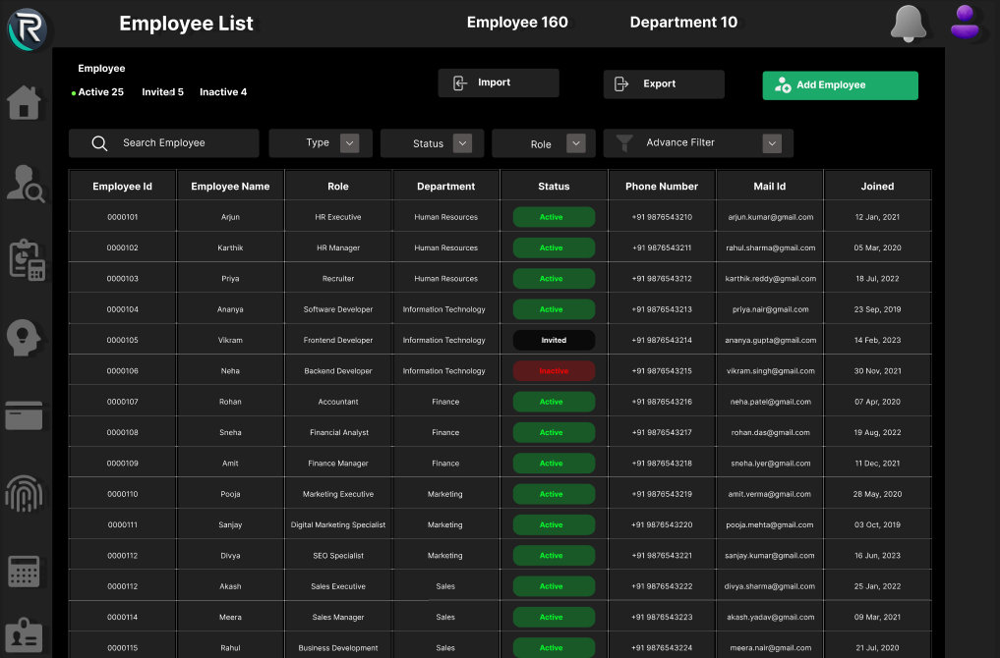 R
Employee List Employee 160 Department 10
Employee
Active 25 Invited 5 Inactive 4
Import Export Add Employee
Search Employee Type Status Role Advance Filter
Employee Id Employee Name Role Department Status Phone Number Mail Id Joined
0000101 Arjun HR Executive Human Resources Active +91 9876543210 arjun.kumar@gmail.com 12 Jan, 2021
0000102 Karthik HR Manager Human Resources Active +91 9876543211 rahul.sharma@gmail.com 05 Mar, 2020
0000103 Priya Recruiter Human Resources Active +91 9876543212 karthik.reddy@gmail.com 18 Jul, 2022
0000104 Ananya Software Developer Information Technology Active +91 9876543213 priya.nair@gmail.com 23 Sep, 2019
0000105 Vikram Frontend Developer Information Technology Invited +91 9876543214 ananya.gupta@gmail.com 14 Feb, 2023
0000106 Neha Backend Developer Information Technology Inactive +91 9876543215 vikram.singh@gmail.com 30 Nov, 2021
0000107 Rohan Accountant Finance Active +91 9876543216 neha.patel@gmail.com 07 Apr, 2020
0000108 Sneha Financial Analyst Finance Active +91 9876543217 rohan.das@gmail.com 19 Aug, 2022
0000109 Amit Finance Manager Finance Active +91 9876543218 sneha.iyer@gmail.com 11 Dec, 2021
0000110 Pooja Marketing Executive Marketing Active +91 9876543219 amit.verma@gmail.com 28 May, 2020
0000111 Sanjay Digital Marketing Specialist Marketing Active +91 9876543220 pooja.mehta@gmail.com 03 Oct, 2019
0000112 Divya SEO Specialist Marketing Active +91 9876543221 sanjay.kumar@gmail.com 16 Jun, 2023
0000112 Akash Sales Executive Sales Active +91 9876543222 divya.sharma@gmail.com 25 Jan, 2022
0000114 Meera Sales Manager Sales Active +91 9876543223 akash.yadav@gmail.com 09 Mar, 2021
0000115 Rahul Business Development Sales Active +91 9876543224 meera.nair@gmail.com 21 Jul, 2020